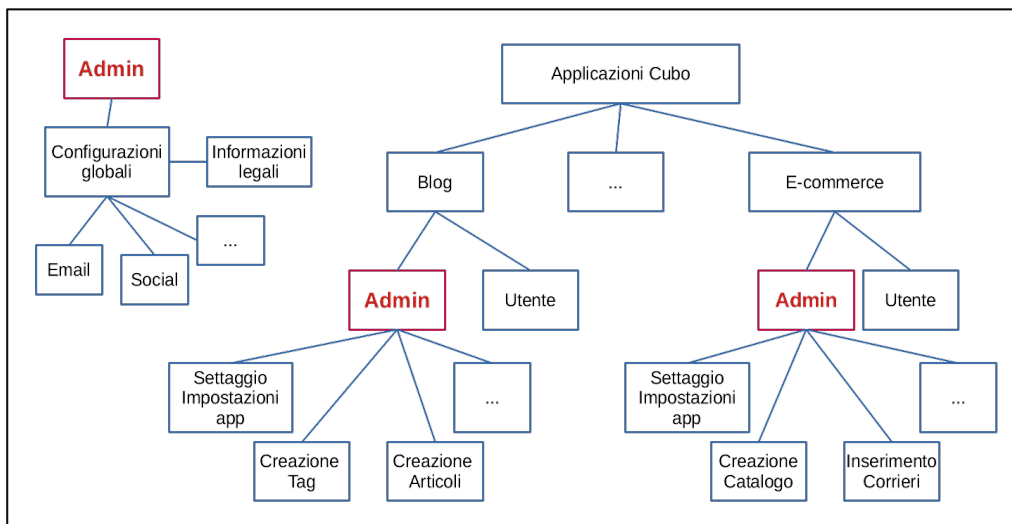 Admin
Applicazioni Cubo
Configurazioni
globali
Informazioni
legali
Blog
...
E-commerce
...
Email
Social
Admin
Utente
Admin
Utente
Settaggio
Impostazioni
app
...
Settaggio
Impostazioni
app
...
Creazione
Tag
Creazione
Articoli
Creazione
Catalogo
Inserimento
Corrieri